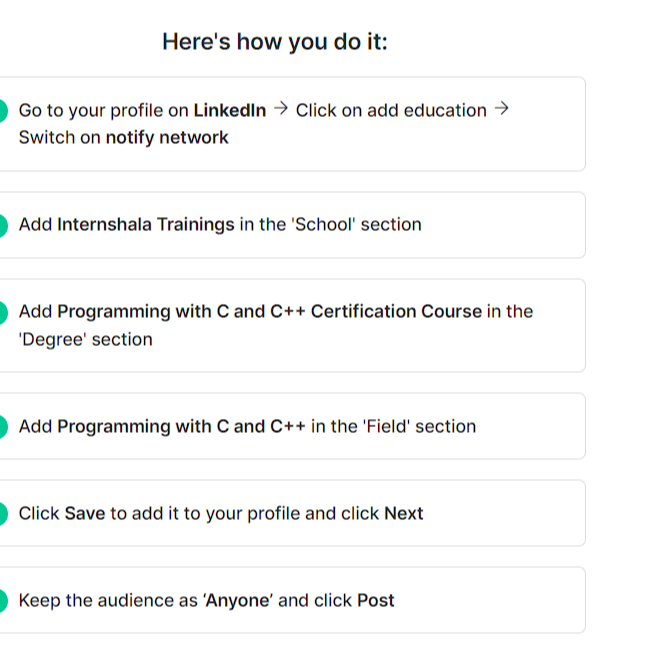 Here's how you do it:
Go to your profile on LinkedIn → Click on add education →
Switch on notify network
Add Internshala Trainings in the 'School' section
Add Programming with C and C++ Certification Course in the
'Degree' section
Add Programming with C and C++ in the 'Field' section
Click Save to add it to your profile and click Next
Keep the audience as ‘Anyone’ and click Post